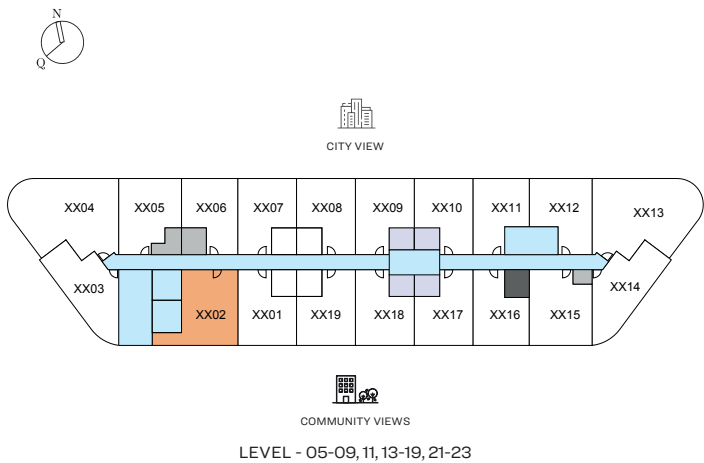 N
Q
CITY VIEW
XX04 XX05 XX06 XX07 XX08 XX09 XX10 XX11 XX12 XX13
XX03 XX14
XX02 XX01 XX19 XX18 XX17 XX16 XX15
COMMUNITY VIEWS
LEVEL - 05-09, 11, 13-19, 21-23